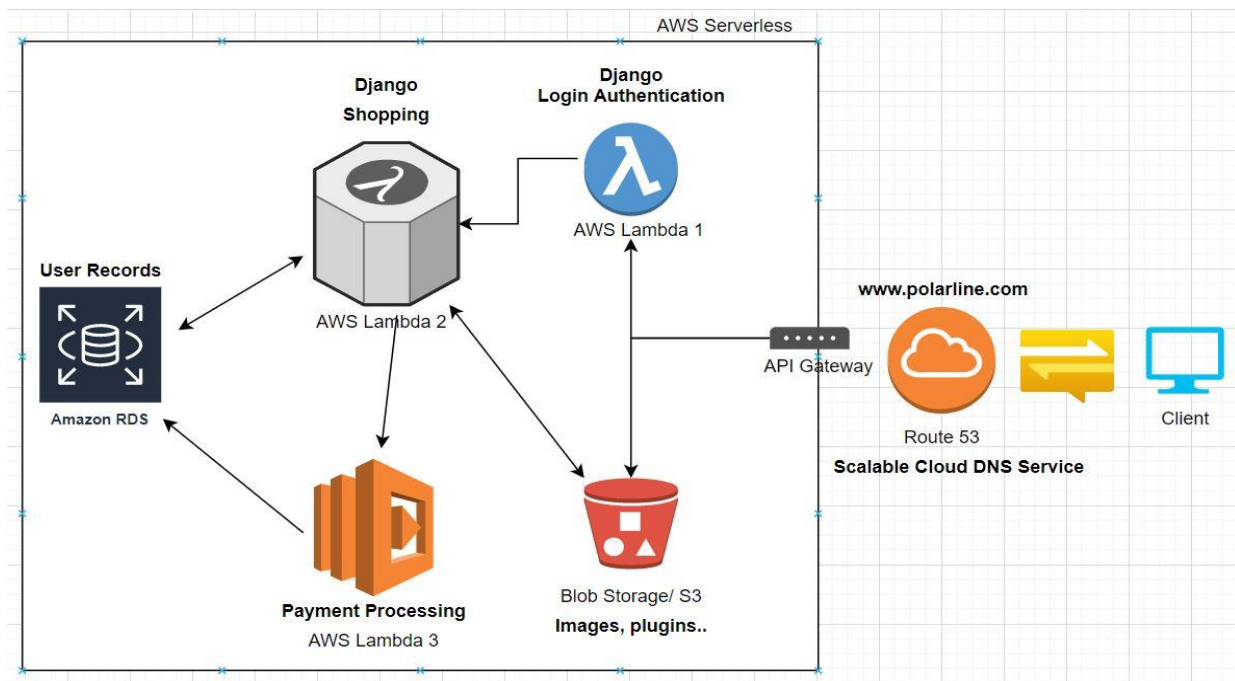 AWS Serverless
Django
Shopping
AWS Lambda 2
Django
Login Authentication
AWS Lambda 1
User Records
Amazon RDS
Payment Processing
AWS Lambda 3
Blob Storage/ S3
Images, plugins..
API Gateway
www.polarline.com
Route 53
Scalable Cloud DNS Service
Client